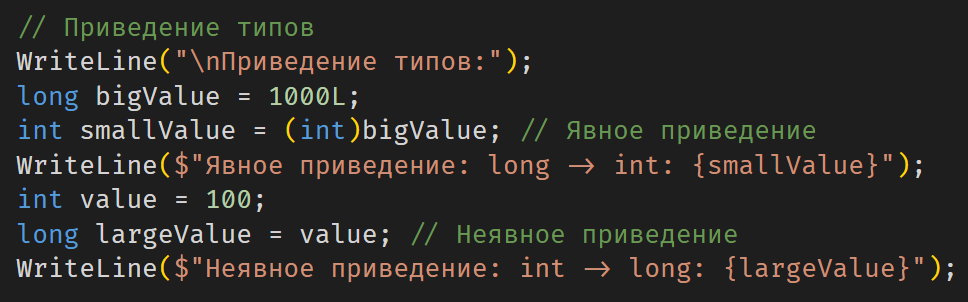 // Приведение типов
WriteLine("\nПриведение типов:");
long bigValue = 1000L;
int smallValue = (int)bigValue; // Явное приведение
WriteLine($"Явное приведение: long -> int: {smallValue}");
int value = 100;
long largeValue = value; // Неявное приведение
WriteLine($"Неявное приведение: int -> long: {largeValue}");